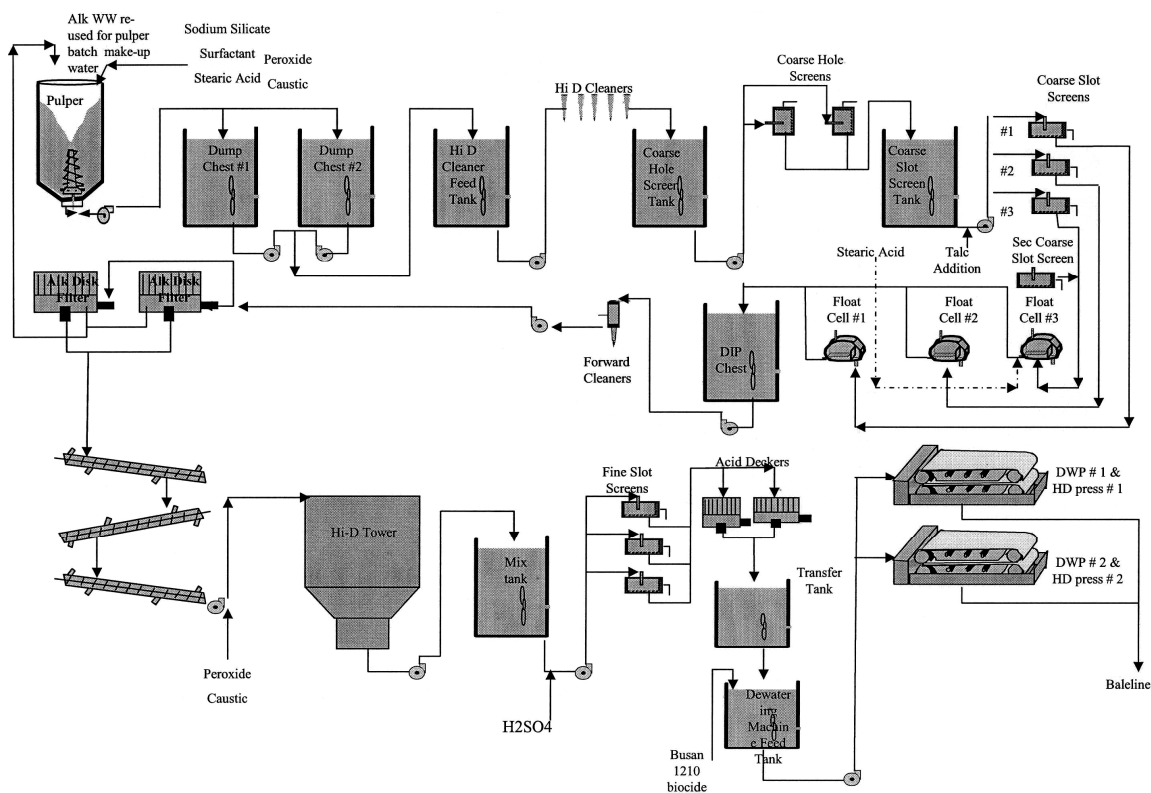 Alk WW re-
used for pulper
batch make-up
water
Sodium Silicate
Surfactant
Stearic Acid
Peroxide
Caustic
Pulper
Dump
Chest #1
Dump
Chest #2
Hi D
Cleaner
Feed
Tank
Hi D Cleaners
Coarse
Hole
Screen
Tank
Coarse Hole
Screens
Coarse
Slot
Screen
Tank
Coarse Slot
Screens
#1
#2
#3
Talc
Addition
Sec Coarse
Slot Screen
Stearic Acid
Alk Disk
Filter
Alk Disk
Filter
Forward
Cleaners
DIP
Chest
Float
Cell #1
Float
Cell #2
Float
Cell #3
Peroxide
Caustic
Hi-D Tower
Mix
tank
H2SO4
Fine Slot
Screens
Acid Deckers
Transfer
Tank
Dewater
ing
Machin
e Feed
Tank
Busan
1210
biocide
DWP # 1 &
HD press # 1
DWP # 2 &
HD press # 2
Baleline